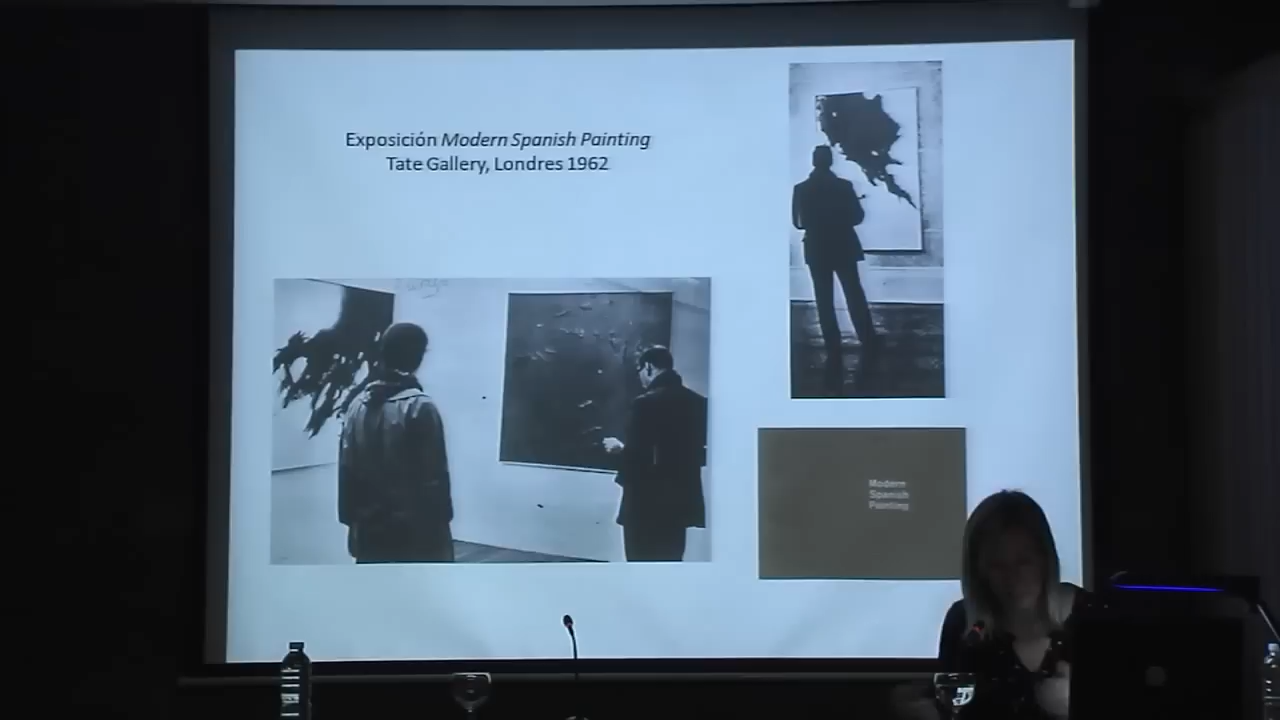 Exposición Modern Spanish Painting
Tate Gallery, Londres 1962
Modern
Spanish
Painting